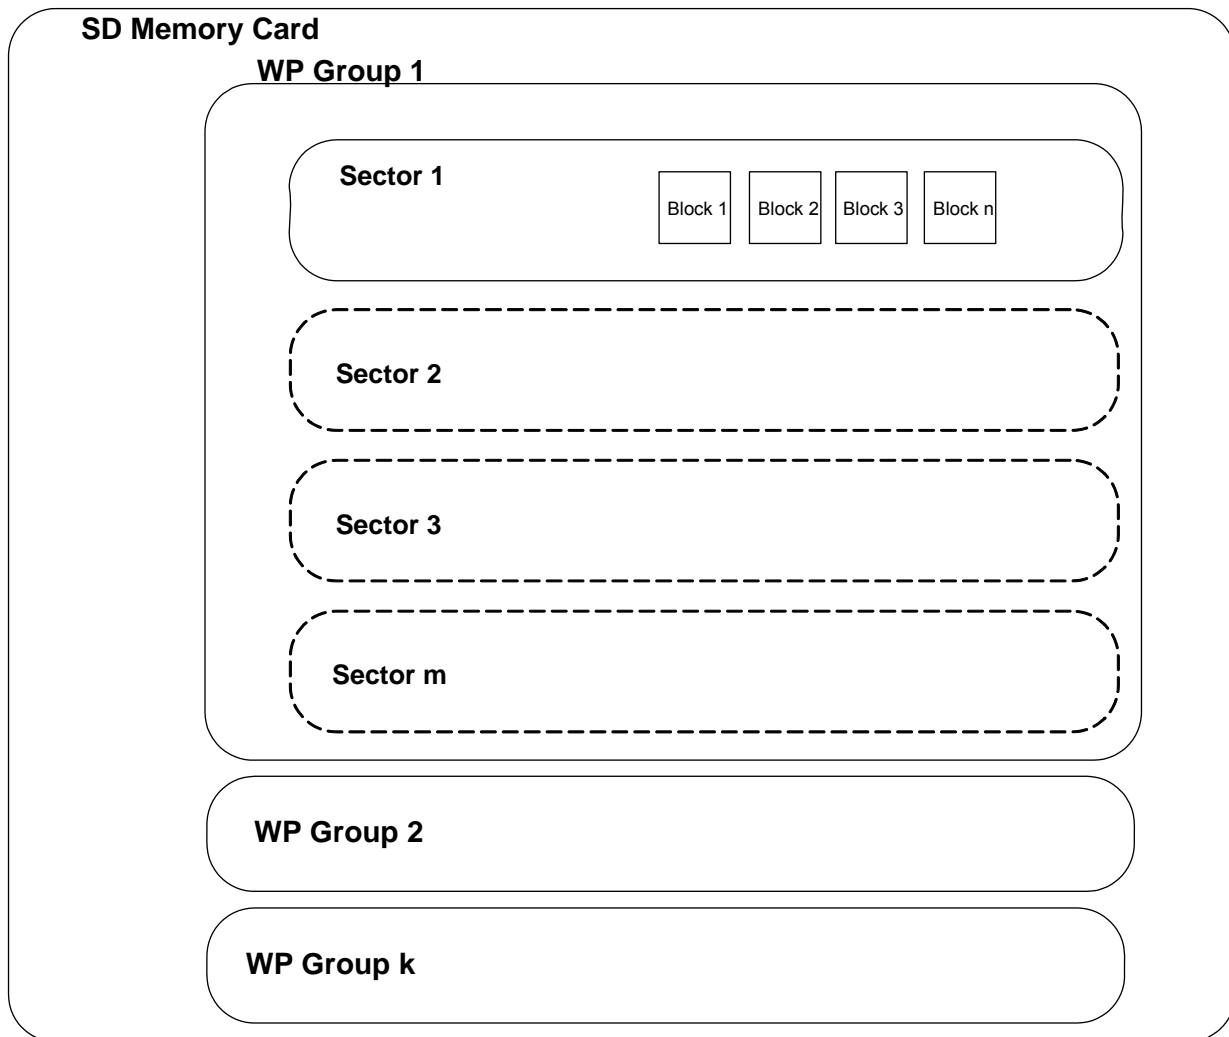 SD Memory Card
WP Group 1
Sector 1
Block 1 Block 2 Block 3 Block n
Sector 2
Sector 3
Sector m
WP Group 2
WP Group k